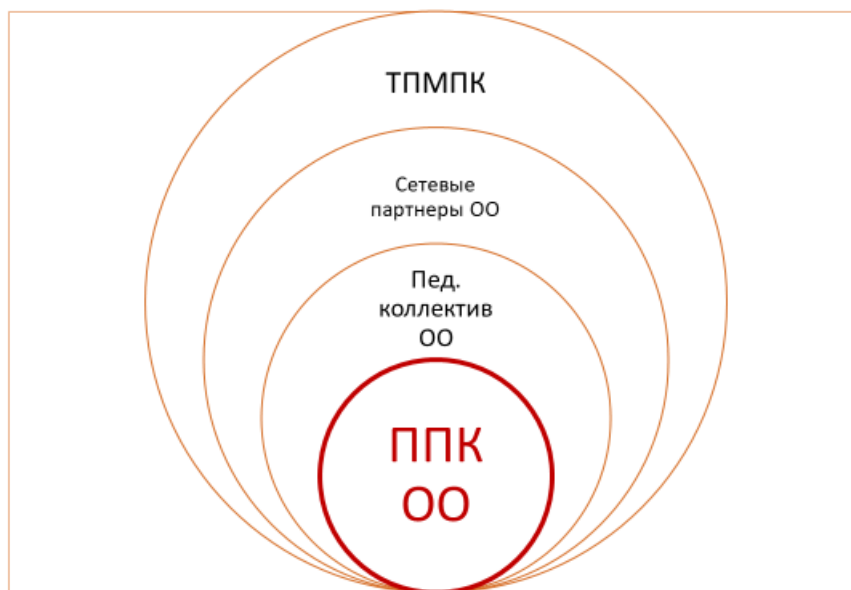 ТПМПК
Сетевые
партнеры ОО
Пед.
коллектив
ОО
ППК
ОО